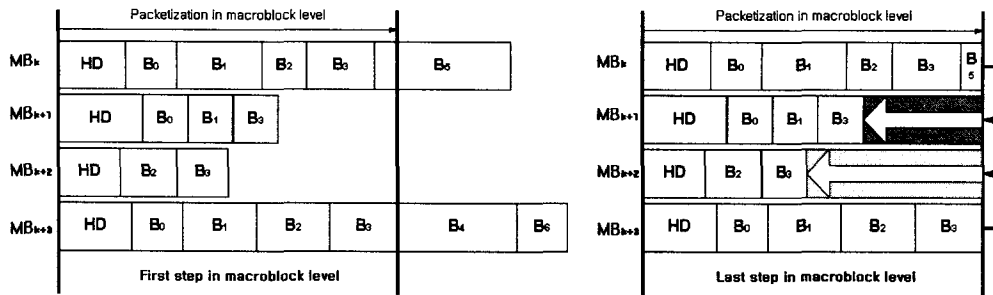 Packetization in macroblock level
MBk HD B0 B1 B2 B3 B5
MBk+1 HD B0 B1 B3
MBk+2 HD B2 B3
MBk+3 HD B0 B1 B2 B3 B4 B6
First step in macroblock level
Packetization in macroblock level
MBk HD B0 B1 B2 B3 B5
MBk+1 HD B0 B1 B3
MBk+2 HD B2 B3
MBk+3 HD B0 B1 B2 B3
Last step in macroblock level